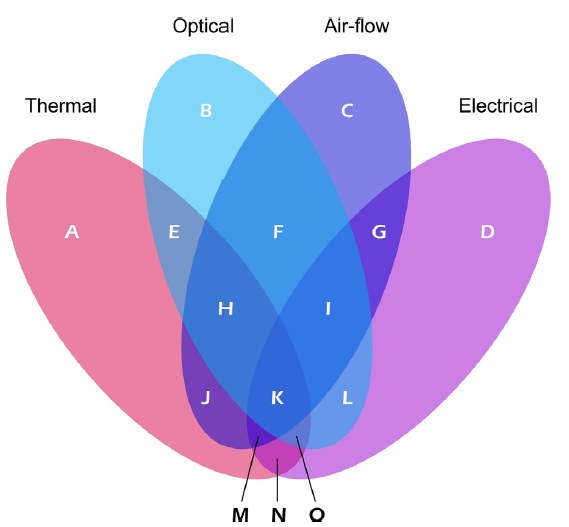 Optical Air-flow
Thermal Electrical
B C
A E F G D
H I
J K L
M N O